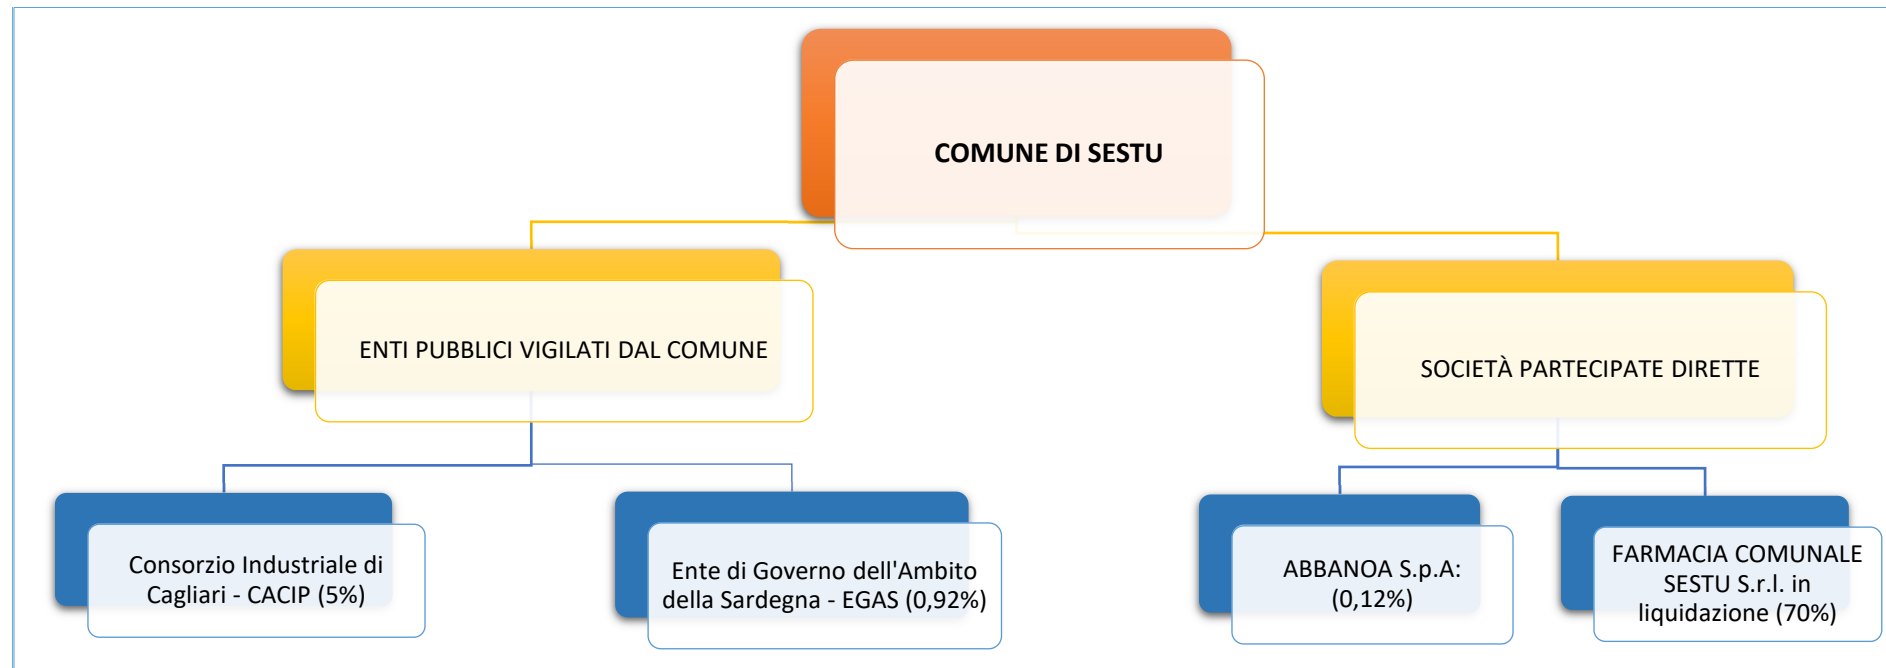 COMUNE DI SESTU
ENTI PUBBLICI VIGILATI DAL COMUNE
SOCIETÀ PARTECIPATE DIRETTE
Consorzio Industriale di
Cagliari - CACIP (5%)
Ente di Governo dell'Ambito
della Sardegna - EGAS (0,92%)
ABBANOA S.p.A:
(0,12%)
FARMACIA COMUNALE
SESTU S.r.l. in
liquidazione (70%)